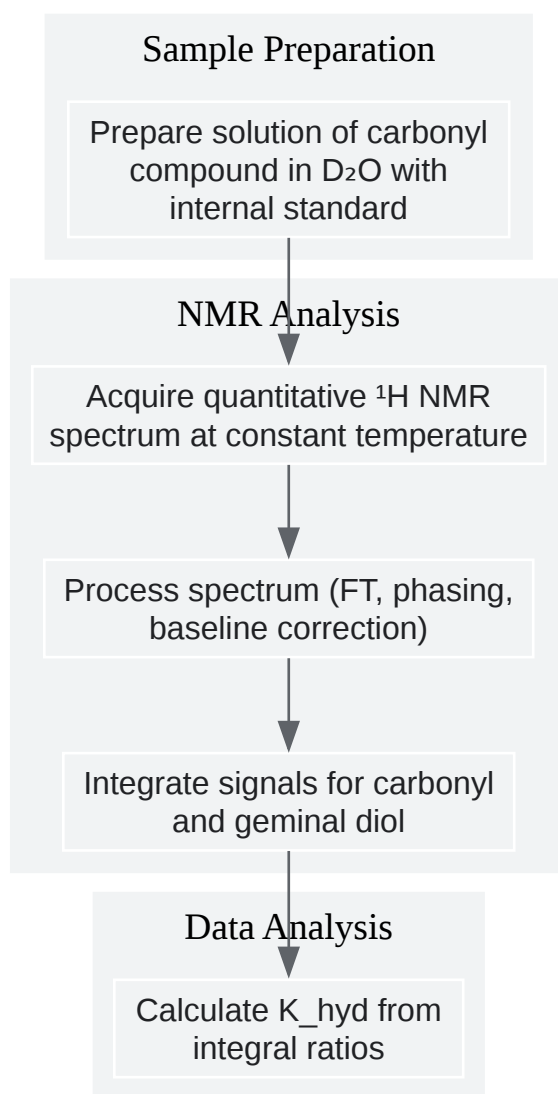 Sample Preparation
Prepare solution of carbonyl
compound in D₂O with
internal standard
NMR Analysis
Acquire quantitative ¹H NMR
spectrum at constant temperature
Process spectrum (FT, phasing,
baseline correction)
Integrate signals for carbonyl
and geminal diol
Data Analysis
Calculate K_hyd from
integral ratios